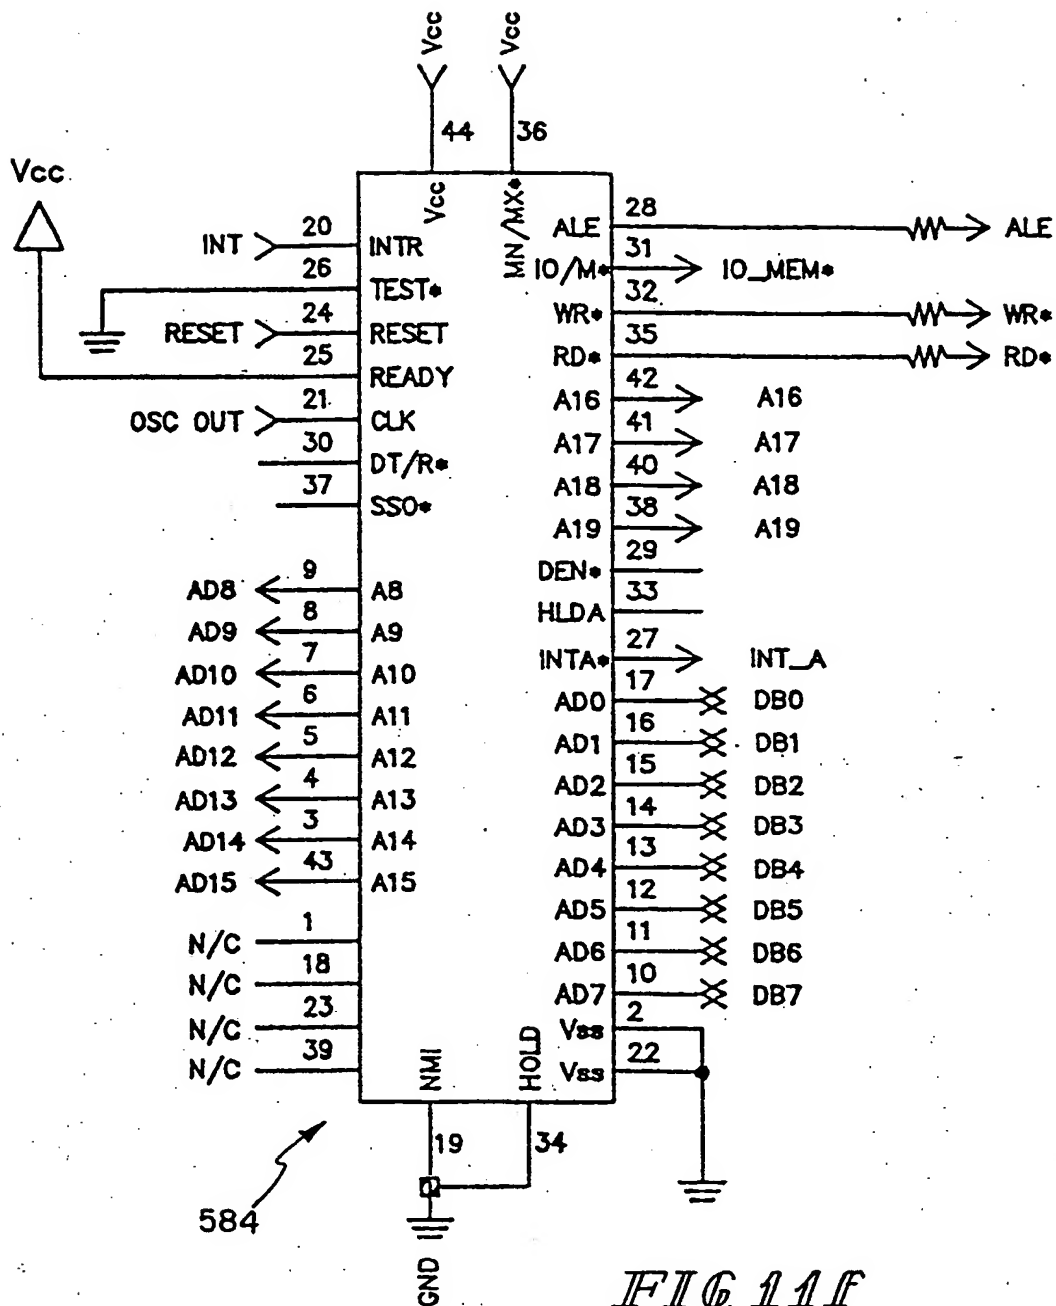 Vcc Vcc
44 36
Vcc
Vcc MN/MX*
INT 20 INTR
26 TEST*
RESET 24 RESET
25 READY
OSC OUT 21 CLK
30 DT/R*
37 SSO*
AD8 9 A8
AD9 8 A9
AD10 7 A10
AD11 6 A11
AD12 5 A12
AD13 4 A13
AD14 3 A14
AD15 43 A15
N/C 1
N/C 18
N/C 23
N/C 39
ALE 28 ALE
IO/M* 31 IO_MEM*
WR* 32 WR*
RD* 35 RD*
A16 42 A16
A17 41 A17
A18 40 A18
A19 38 A19
DEN* 29
HLDA 33
INTA* 27 INT_A
AD0 17 DB0
AD1 16 DB1
AD2 15 DB2
AD3 14 DB3
AD4 13 DB4
AD5 12 DB5
AD6 11 DB6
AD7 10 DB7
Vss 2
Vss 22
NMI HOLD
19 34
584
GND
FIG 11f